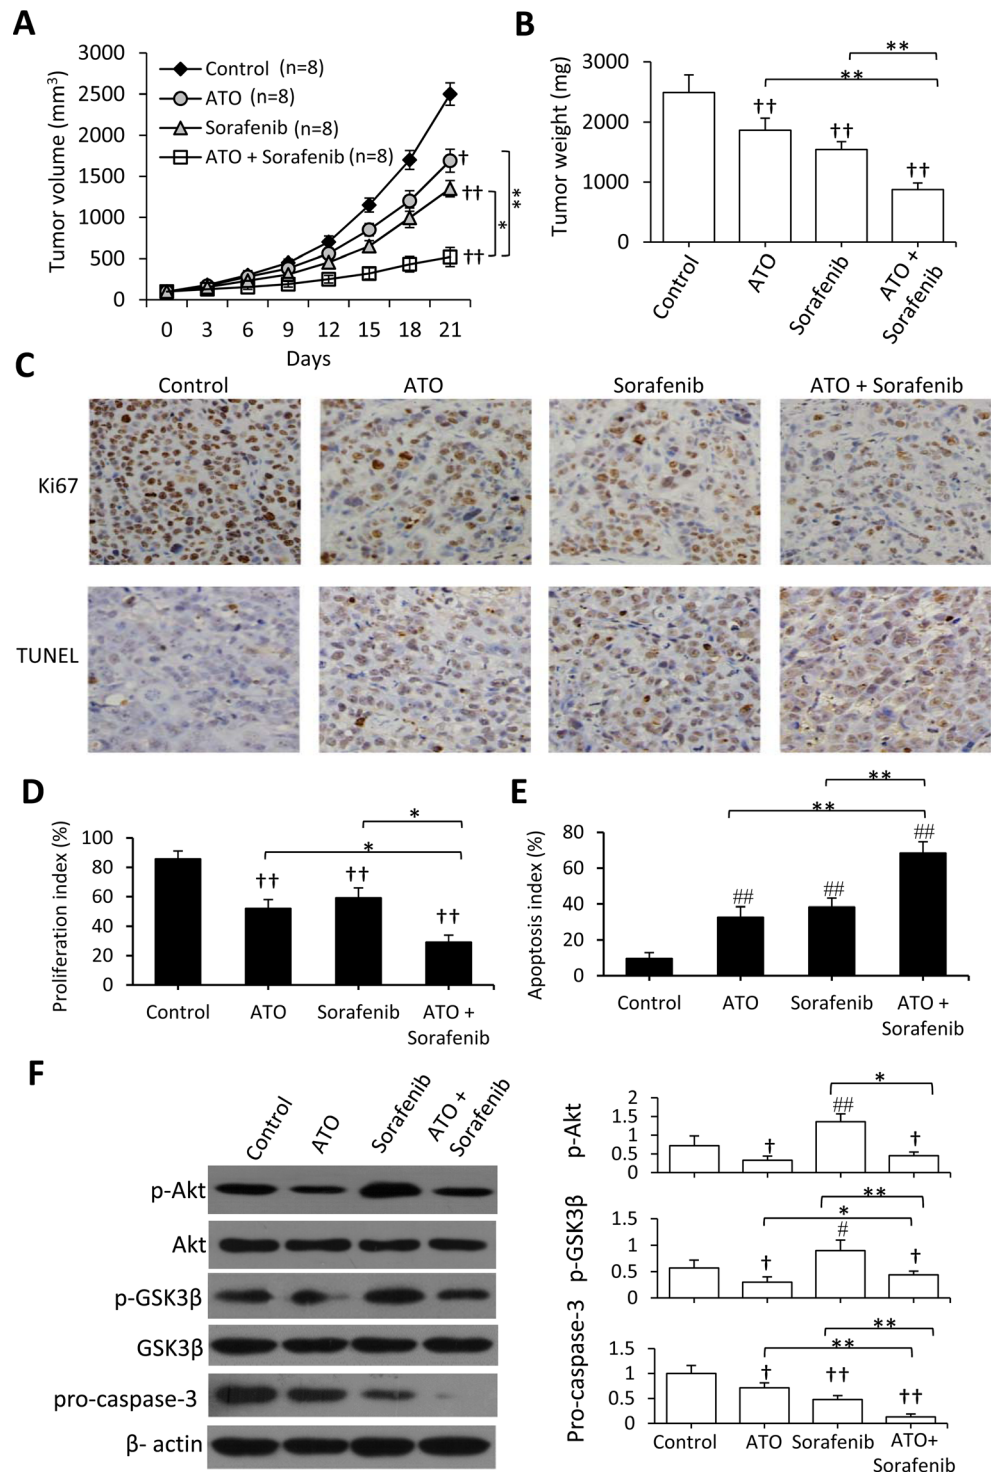 A
Tumor volume (mm³)
3000
2500
2000
1500
1000
500
0
Control (n=8)
ATO (n=8)
Sorafenib (n=8)
ATO + Sorafenib (n=8)
†
††
††
*
**
0 3 6 9 12 15 18 21
Days
B
Tumor weight (mg)
3000
2000
1000
0
**
**
††
††
††
Control
ATO
Sorafenib
ATO +
Sorafenib
C
Control ATO Sorafenib ATO + Sorafenib
Ki67
TUNEL
D
Proliferation index (%)
100
80
60
40
20
0
*
*
††
††
††
Control ATO Sorafenib ATO +
Sorafenib
E
Apoptosis index (%)
80
60
40
20
0
**
**
##
##
##
Control ATO Sorafenib ATO +
Sorafenib
F
Control
ATO
Sorafenib
ATO +
Sorafenib
p-Akt
Akt
p-GSK3β
GSK3β
pro-caspase-3
β- actin
p-Akt
2
1.5
1
0.5
0
*
†
##
†
p-GSK3β
1.5
1
0.5
0
**
*
†
#
†
Pro-caspase-3
1.5
1
0.5
0
**
**
†
††
††
Control ATO Sorafenib ATO+
Sorafenib